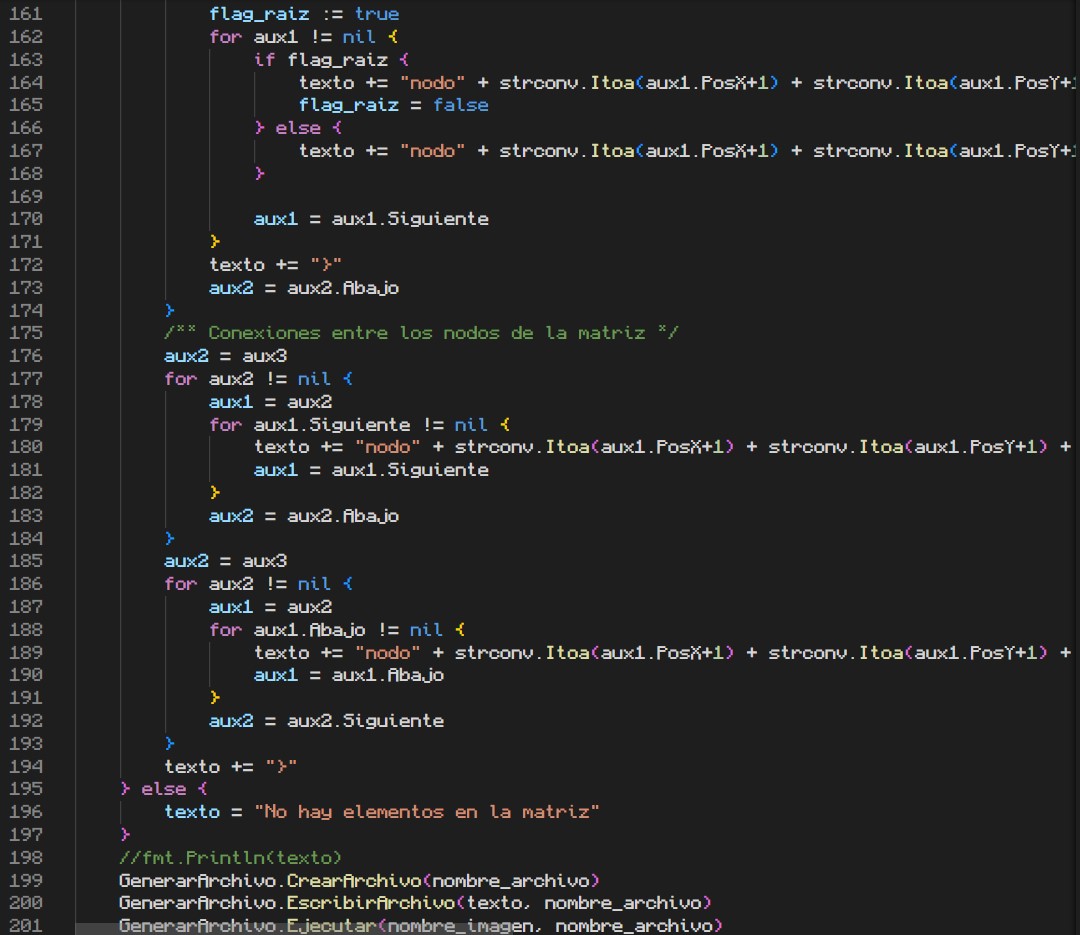 161 flag_raiz := true
162 for aux1 != nil {
163 if flag_raiz {
164 texto += "nodo" + strconv.Itoa(aux1.PosX+1) + strconv.Itoa(aux1.PosY+1
165 flag_raiz = false
166 } else {
167 texto += "nodo" + strconv.Itoa(aux1.PosX+1) + strconv.Itoa(aux1.PosY+1
168 }
169
170 aux1 = aux1.Siguiente
171 }
172 texto += "}"
173 aux2 = aux2.Abajo
174 }
175 /** Conexiones entre los nodos de la matriz */
176 aux2 = aux3
177 for aux2 != nil {
178 aux1 = aux2
179 for aux1.Siguiente != nil {
180 texto += "nodo" + strconv.Itoa(aux1.PosX+1) + strconv.Itoa(aux1.PosY+1) +
181 aux1 = aux1.Siguiente
182 }
183 aux2 = aux2.Abajo
184 }
185 aux2 = aux3
186 for aux2 != nil {
187 aux1 = aux2
188 for aux1.Abajo != nil {
189 texto += "nodo" + strconv.Itoa(aux1.PosX+1) + strconv.Itoa(aux1.PosY+1) +
190 aux1 = aux1.Abajo
191 }
192 aux2 = aux2.Siguiente
193 }
194 texto += "}"
195 } else {
196 texto = "No hay elementos en la matriz"
197 }
198 //fmt.Println(texto)
199 GenerarArchivo.CrearArchivo(nombre_archivo)
200 GenerarArchivo.EscribirArchivo(texto, nombre_archivo)
201 GenerarArchivo.Ejecutar(nombre_imagen, nombre_archivo)